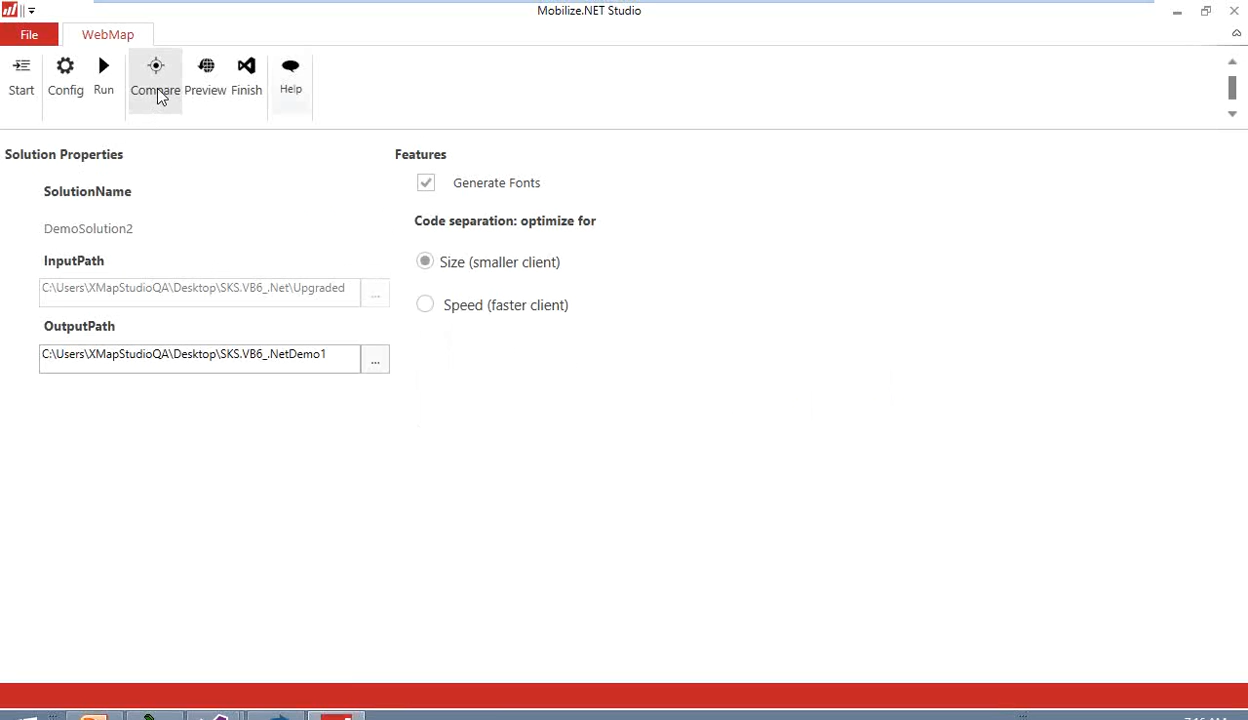 Mobilize.NET Studio
File
WebMap
Start
Config
Run
Compare
Preview
Finish
Help
Solution Properties
SolutionName
DemoSolution2
InputPath
C:\Users\XMapStudioQA\Desktop\SKS.VB6_.Net\Upgraded
...
OutputPath
C:\Users\XMapStudioQA\Desktop\SKS.VB6_.NetDemo1
...
Features
Generate Fonts
Code separation: optimize for
Size (smaller client)
Speed (faster client)